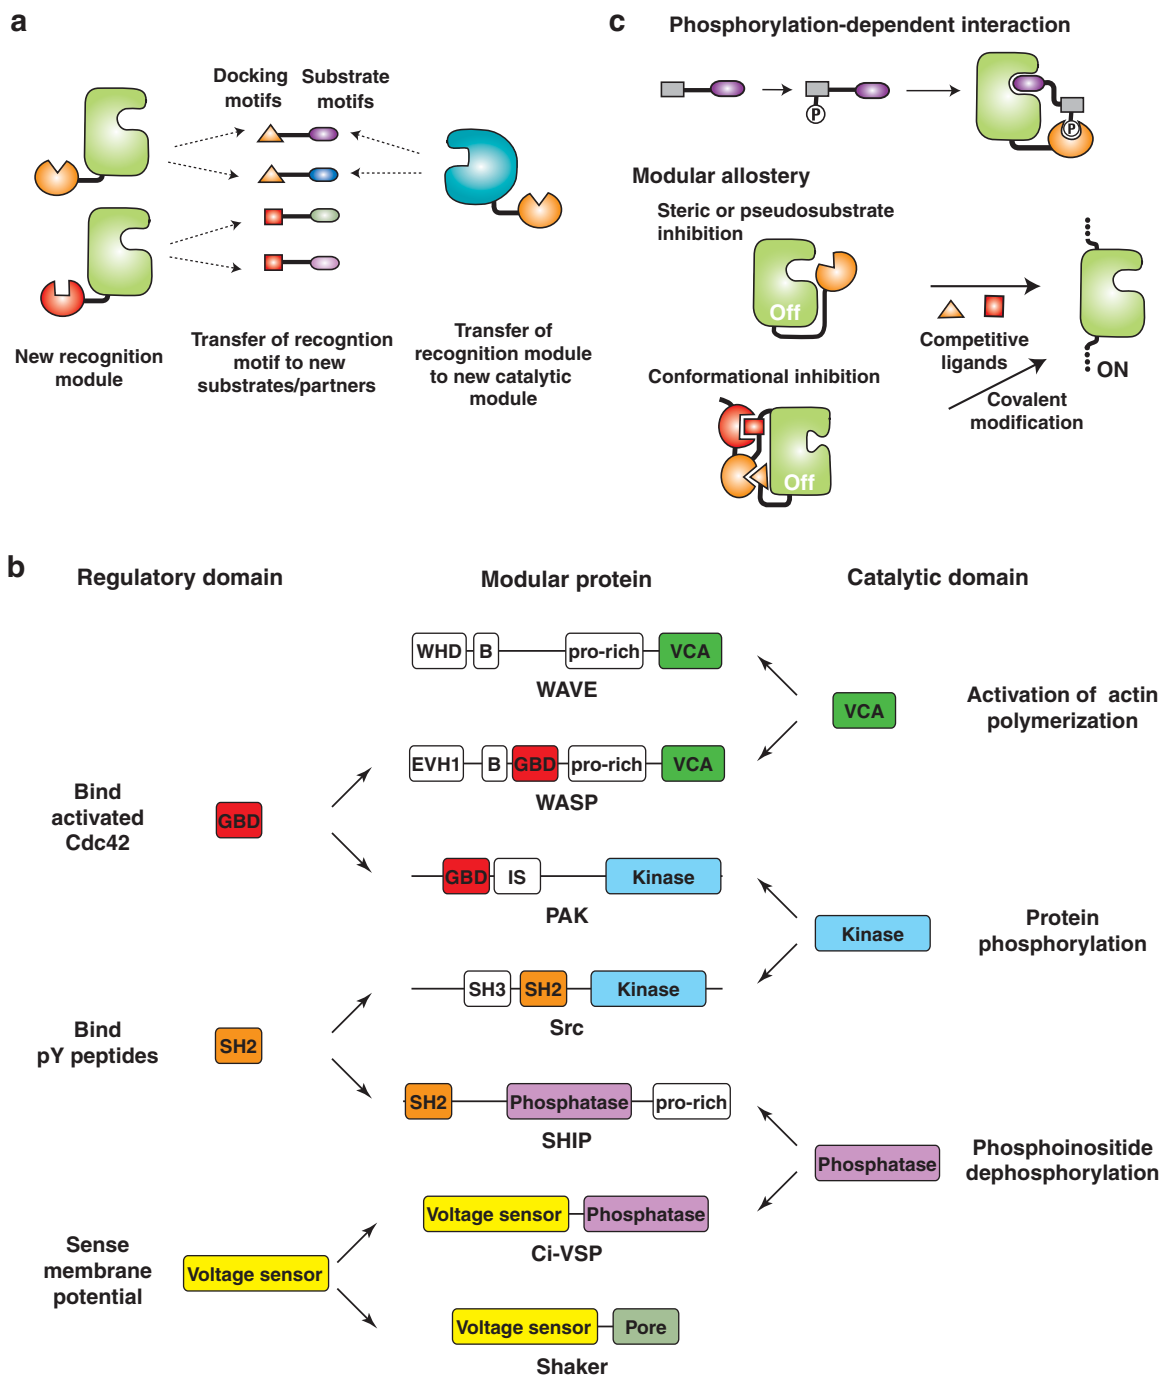 a
Docking
motifs
Substrate
motifs
New recognition
module
Transfer of recogntion
motif to new
substrates/partners
Transfer of
recognition module
to new catalytic
module
c
Phosphorylation-dependent interaction
P
P
Modular allostery
Steric or pseudosubstrate
inhibition
Off
Competitive
ligands
Conformational inhibition
Covalent
modification
ON
Off
b
Regulatory domain
Modular protein
Catalytic domain
WHD
B
pro-rich
VCA
WAVE
VCA
Activation of actin
polymerization
EVH1
B
GBD
pro-rich
VCA
WASP
Bind
activated
Cdc42
GBD
GBD
IS
Kinase
PAK
Kinase
Protein
phosphorylation
SH3
SH2
Kinase
Src
Bind
pY peptides
SH2
SH2
Phosphatase
pro-rich
SHIP
Phosphatase
Phosphoinositide
dephosphorylation
Voltage sensor
Phosphatase
Ci-VSP
Sense
membrane
potential
Voltage sensor
Voltage sensor
Pore
Shaker